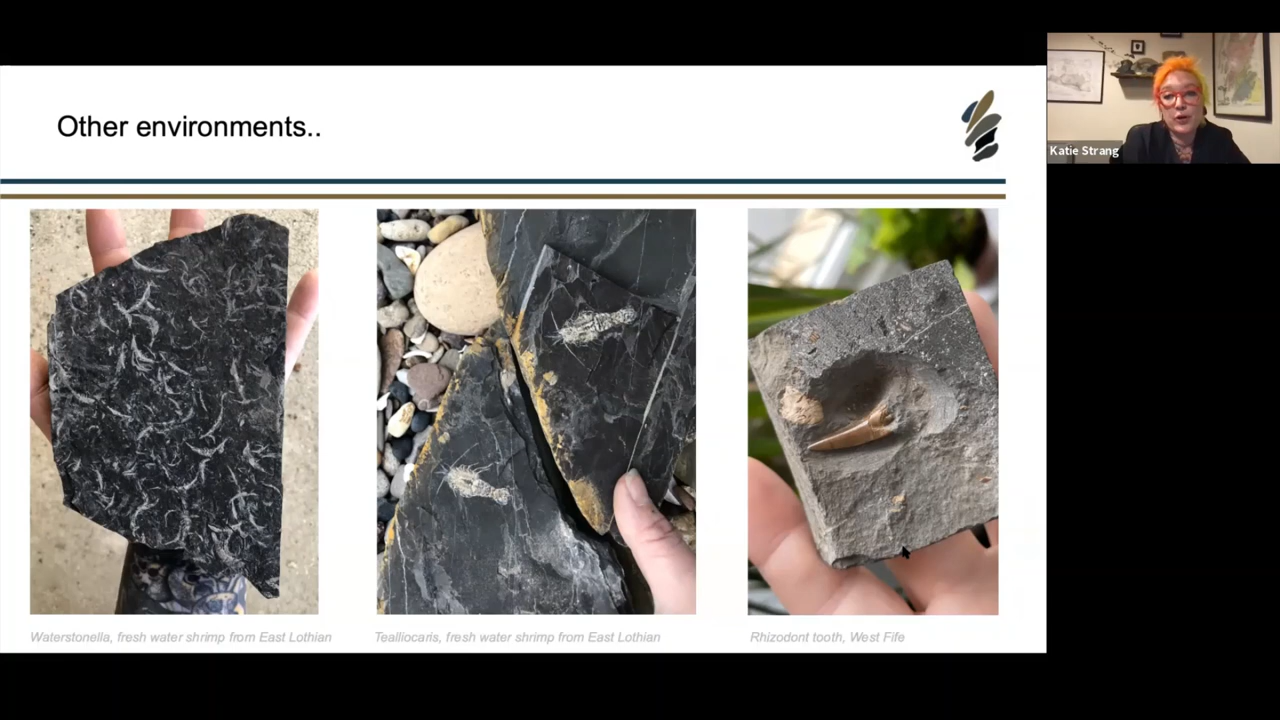 Other environments..
Katie Strang
Waterstonella, fresh water shrimp from East Lothian
Tealliocaris, fresh water shrimp from East Lothian
Rhizodont tooth, West Fife